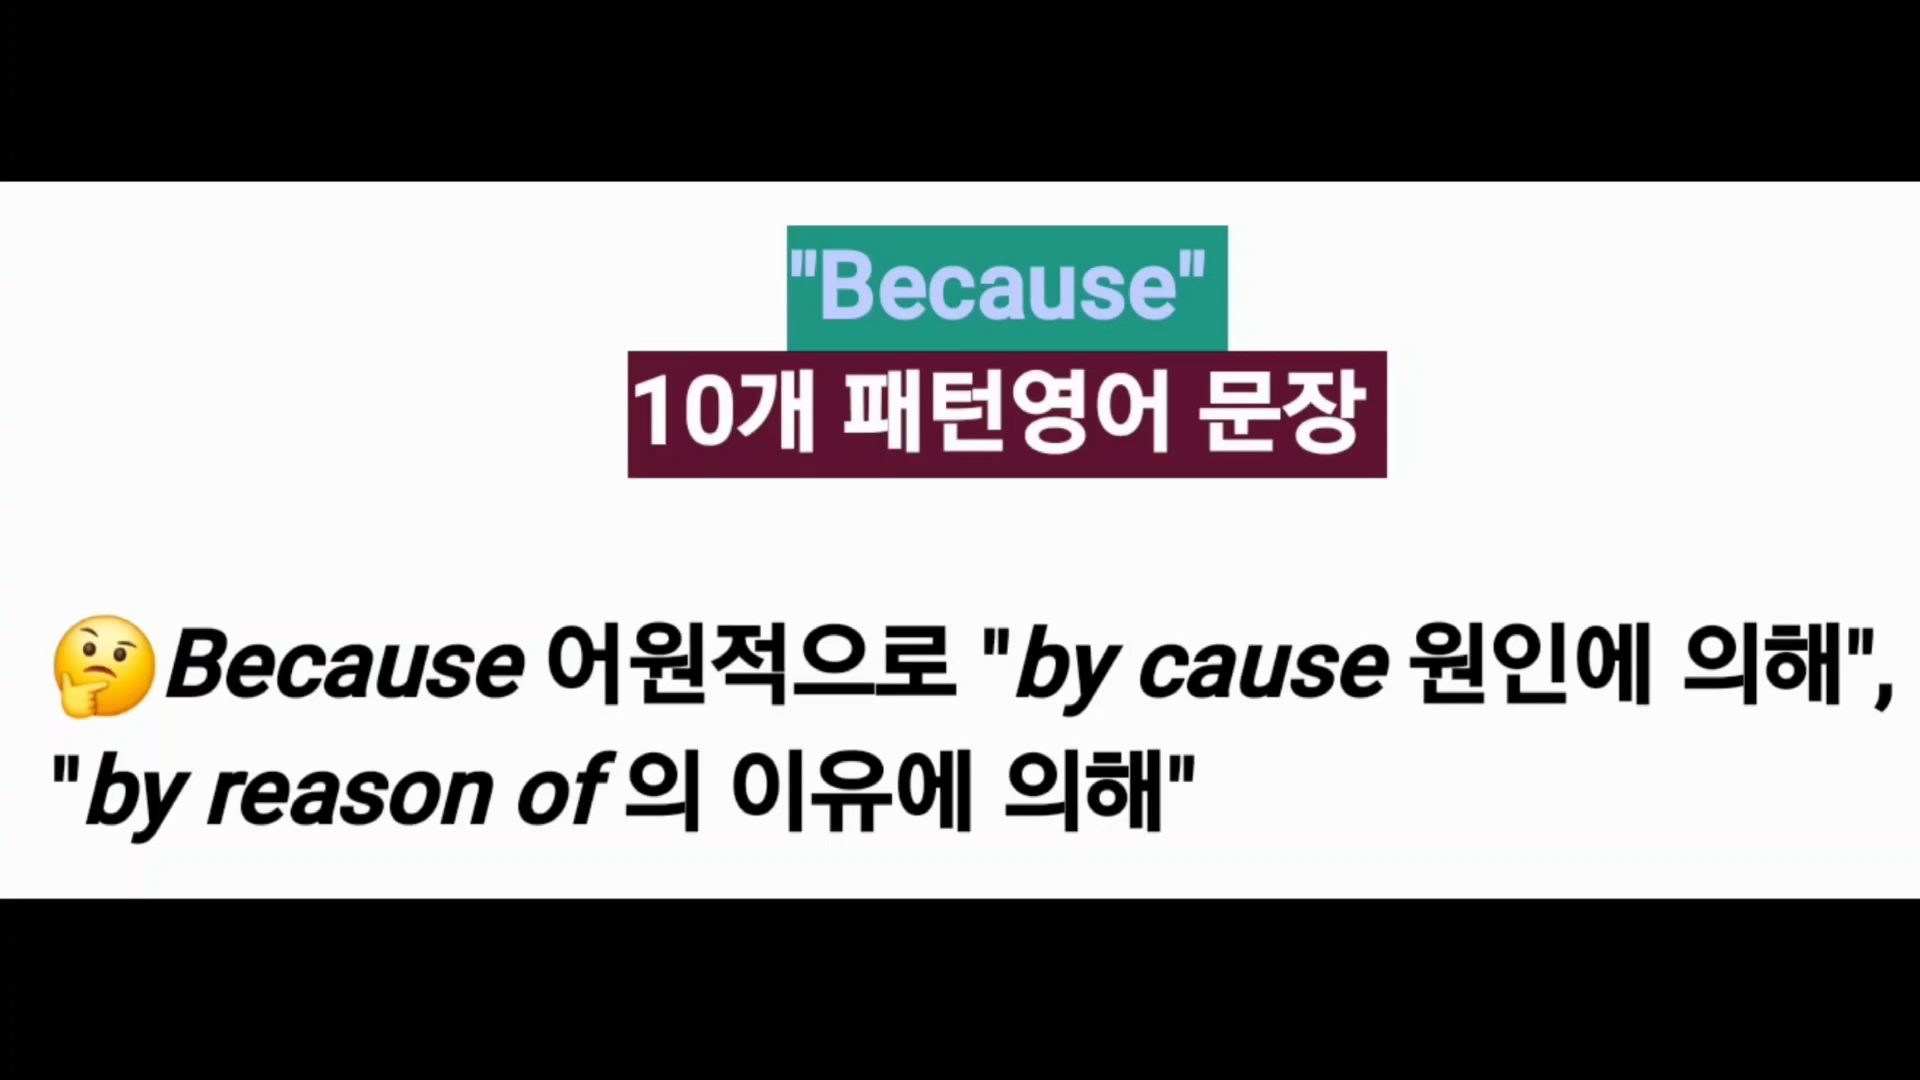 "Because"
10개 패턴영어 문장
🤔Because 어원적으로 "by cause 원인에 의해",
"by reason of 의 이유에 의해"